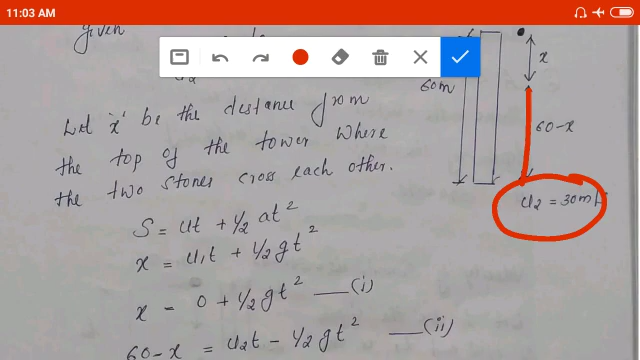 11:03 AM
given
U2
60m
x
60-x
U2 = 30m/
Let 'x' be the distance from
the top of the tower where
the two stones cross each other.
S = ut + 1/2 at²
x = U1t + 1/2 gt²
x = 0 + 1/2 gt² —(i)
60-x = U2t - 1/2 gt² —(ii)